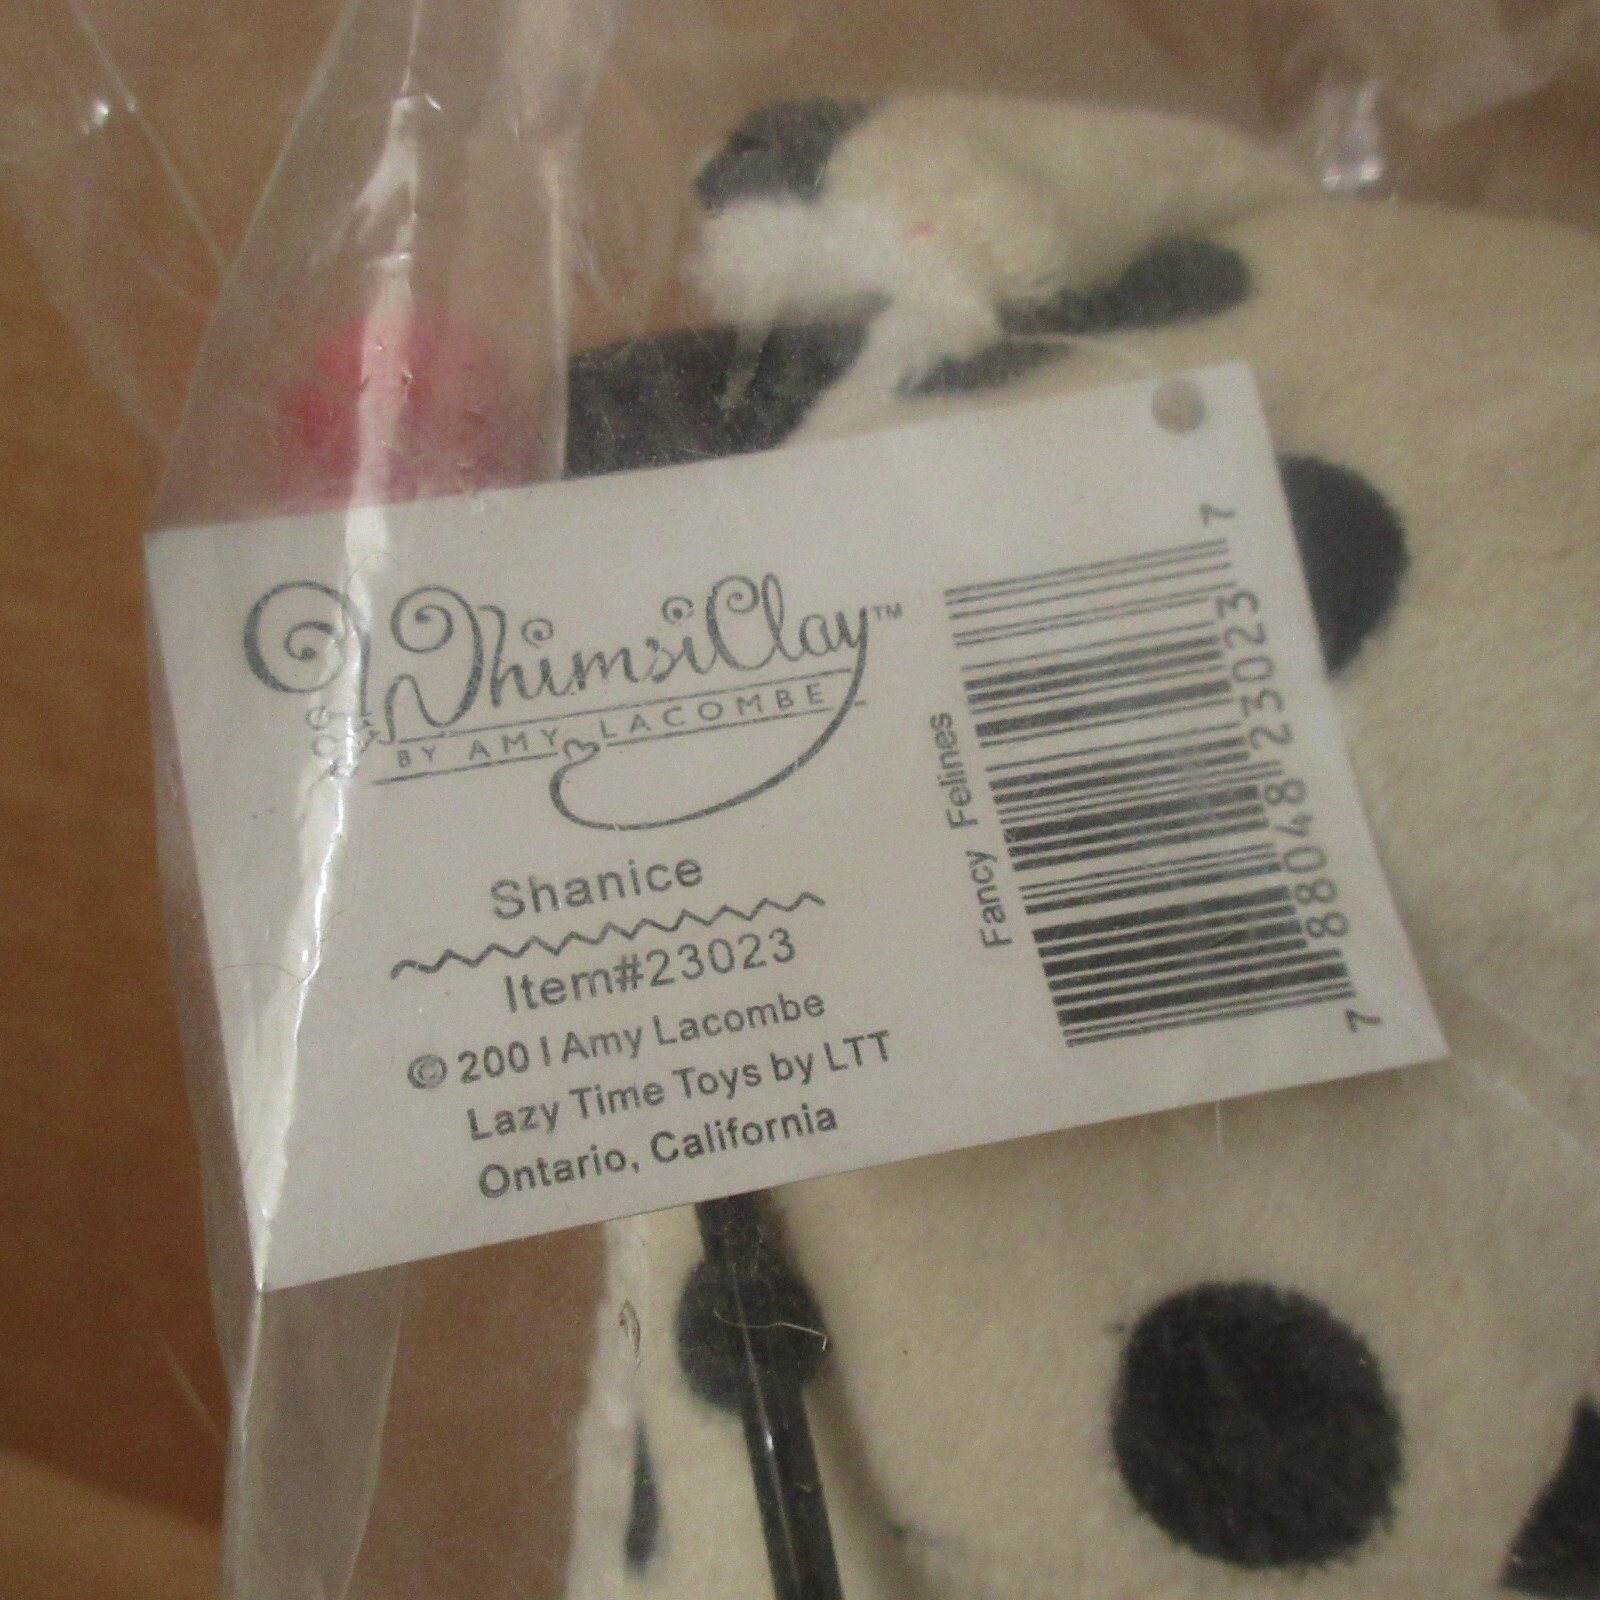 WhimsiClay™
BY AMY LACOMBE
Shanice
Item#23023
© 2001 Amy Lacombe
Lazy Time Toys by LTT
Ontario, California
Fancy Felines
7 88048 23023 7